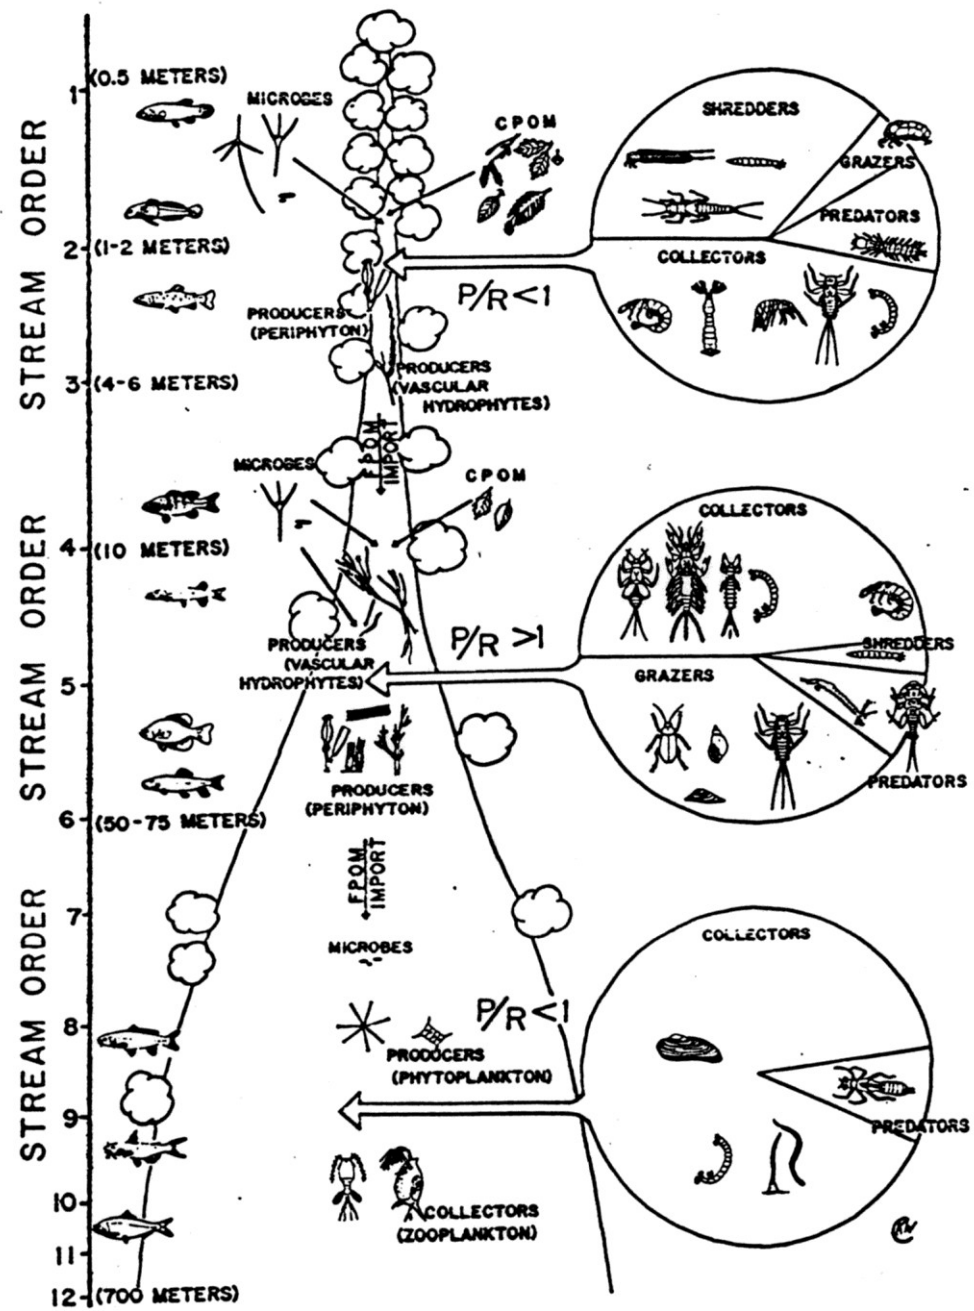 STREAM ORDER
STREAM ORDER
STREAM ORDER
1
(0.5 METERS)
MICROBES
CPOM
SHREDDERS
GRAZERS
PREDATORS
COLLECTORS
2
(1-2 METERS)
P/R<1
PRODUCERS
(PERIPHYTON)
3
(4-6 METERS)
PRODUCERS
(VASCULAR
HYDROPHYTES)
FPOM
IMPORT
MICROBES
CPOM
COLLECTORS
4
(10 METERS)
P/R >1
SHREDDERS
GRAZERS
PREDATORS
PRODUCERS
(VASCULAR
HYDROPHYTES)
5
PRODUCERS
(PERIPHYTON)
6
(50-75 METERS)
FPOM
IMPORT
7
MICROBES
COLLECTORS
P/R<1
8
PRODUCERS
(PHYTOPLANKTON)
PREDATORS
9
10
COLLECTORS
(ZOOPLANKTON)
11
12
(700 METERS)